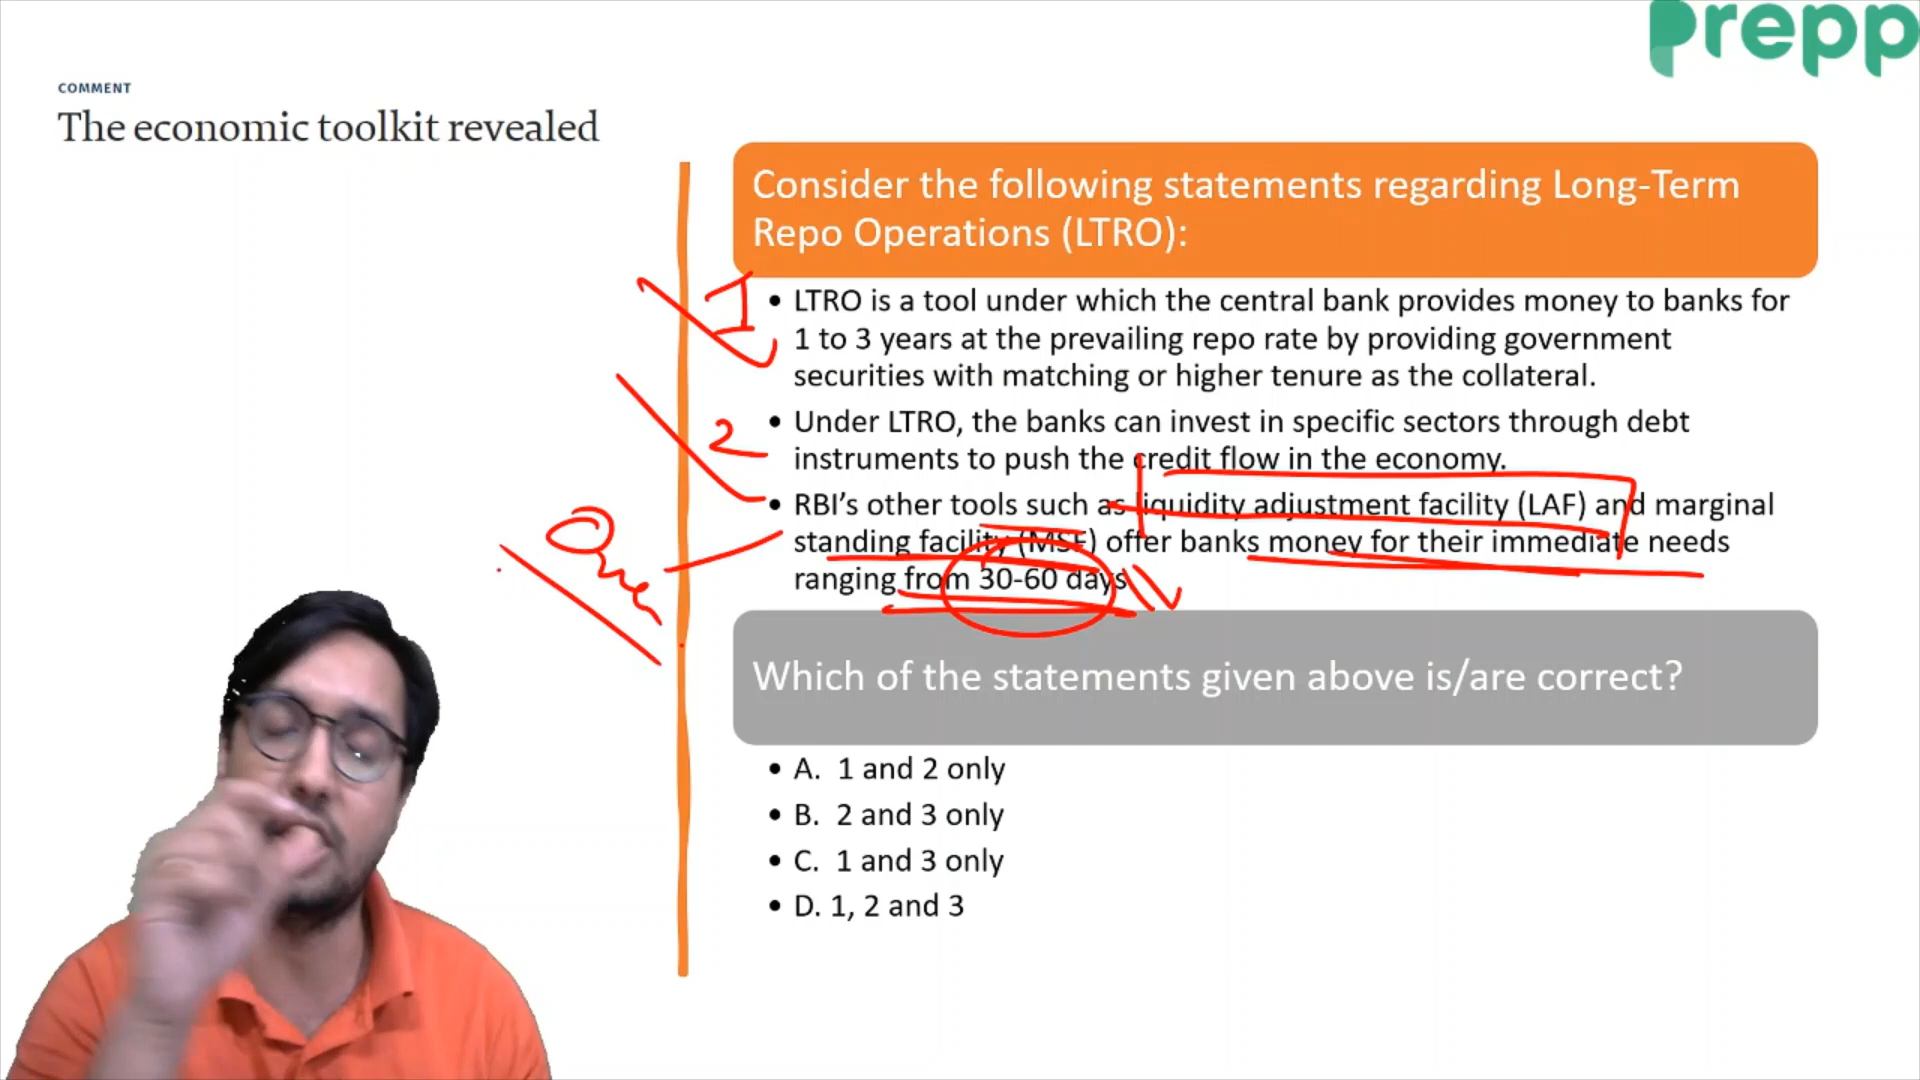 prepp
COMMENT
The economic toolkit revealed
Consider the following statements regarding Long-Term
Repo Operations (LTRO):
1
• LTRO is a tool under which the central bank provides money to banks for
1 to 3 years at the prevailing repo rate by providing government
securities with matching or higher tenure as the collateral.
2
• Under LTRO, the banks can invest in specific sectors through debt
instruments to push the credit flow in the economy.
• RBI’s other tools such as liquidity adjustment facility (LAF) and marginal
standing facility (MSF) offer banks money for their immediate needs
ranging from 30-60 days
Which of the statements given above is/are correct?
• A. 1 and 2 only
• B. 2 and 3 only
• C. 1 and 3 only
• D. 1, 2 and 3